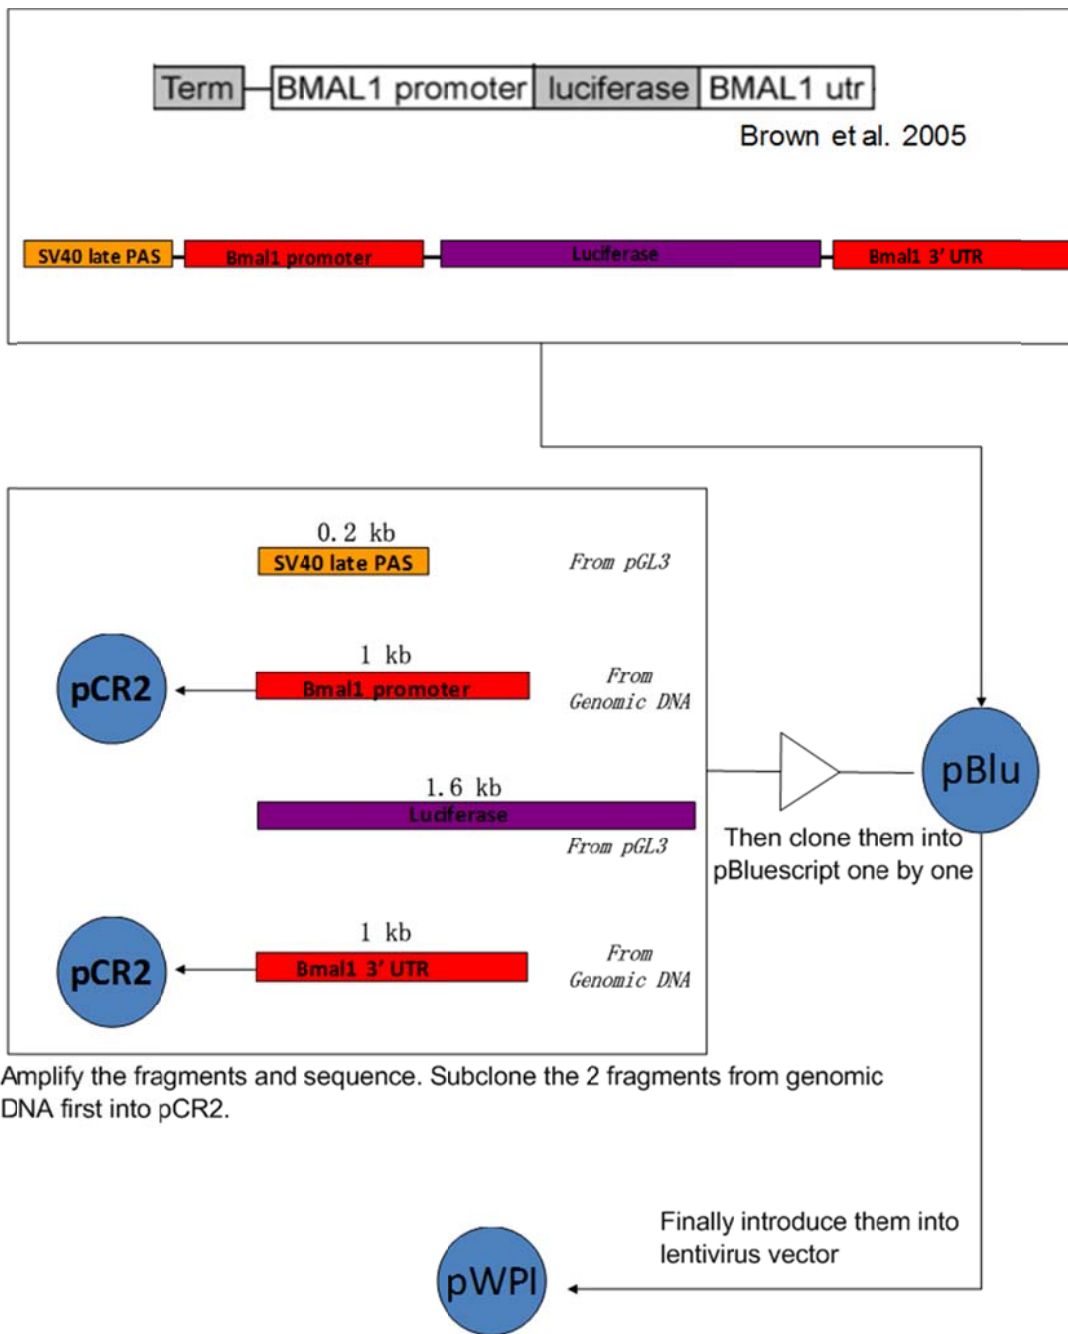 Term BMAL1 promoter luciferase BMAL1 utr
Brown et al. 2005
SV40 late PAS Bmal1 promoter Luciferase Bmal1 3' UTR
0.2 kb
SV40 late PAS From pGL3
1 kb
pCR2 Bmal1 promoter From
Genomic DNA
1.6 kb
Luciferase
From pGL3
pBlu
Then clone them into
pBluescript one by one
1 kb
pCR2 Bmal1 3' UTR From
Genomic DNA
Amplify the fragments and sequence. Subclone the 2 fragments from genomic
DNA first into pCR2.
Finally introduce them into
lentivirus vector
pWPI